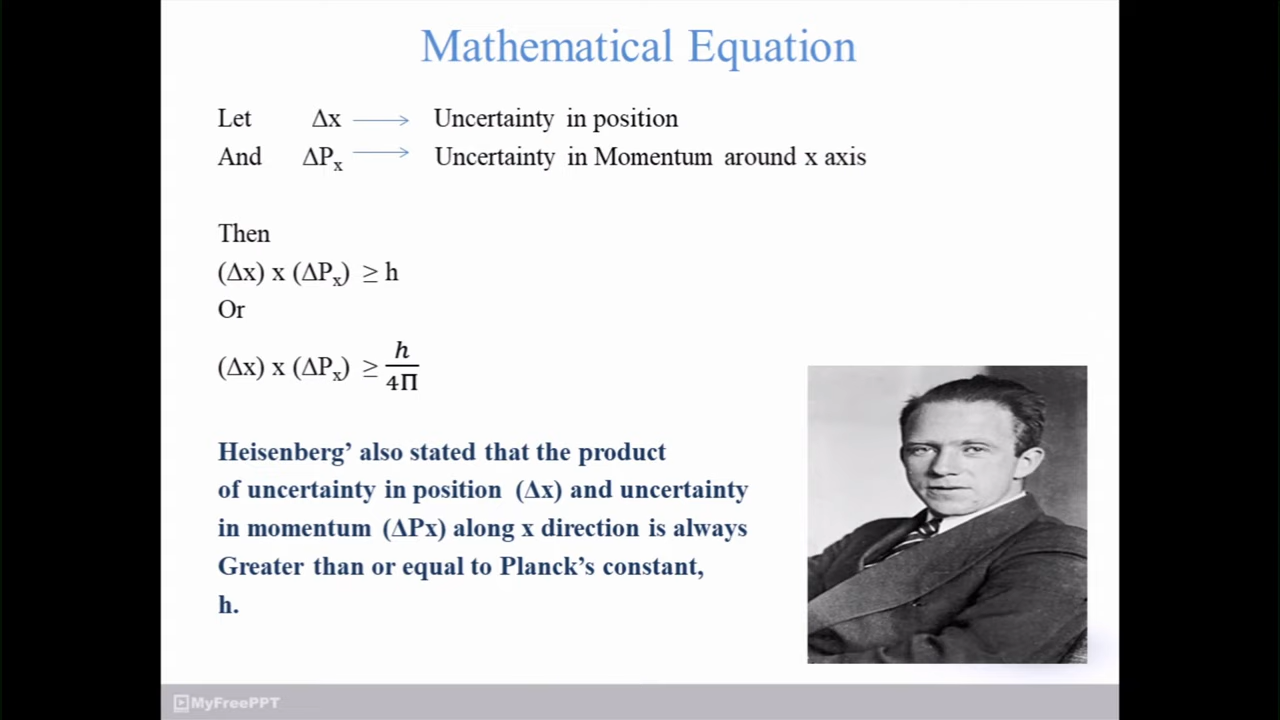 Mathematical Equation
Let Δx → Uncertainty in position
And ΔPx → Uncertainty in Momentum around x axis
Then
(Δx) x (ΔPx) ≥ h
Or
(Δx) x (ΔPx) ≥ h/4Π
Heisenberg’ also stated that the product
of uncertainty in position (Δx) and uncertainty
in momentum (ΔPx) along x direction is always
Greater than or equal to Planck’s constant,
h.
MyFreePPT